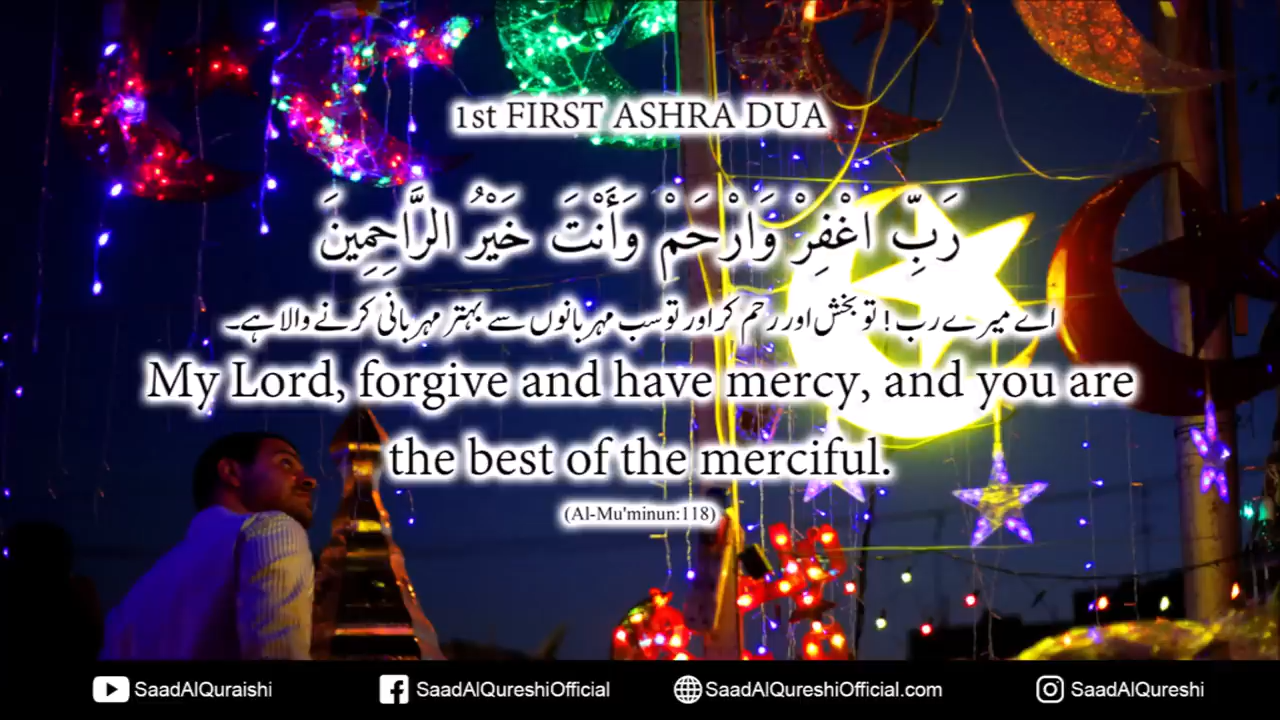 1st FIRST ASHRA DUA
رَبِّ اغْفِرْ وَارْحَمْ وَأَنْتَ خَيْرُ الرَّاحِمِينَ
اے میرے رب! تو بخش اور رحم کر اور تو سب مہربانوں سے بہتر مہربانی کرنے والا ہے۔
My Lord, forgive and have mercy, and you are
the best of the merciful.
(Al-Mu'minun:118)
SaadAlQuraishi SaadAlQureshiOfficial SaadAlQureshiOfficial.com SaadAlQureshi